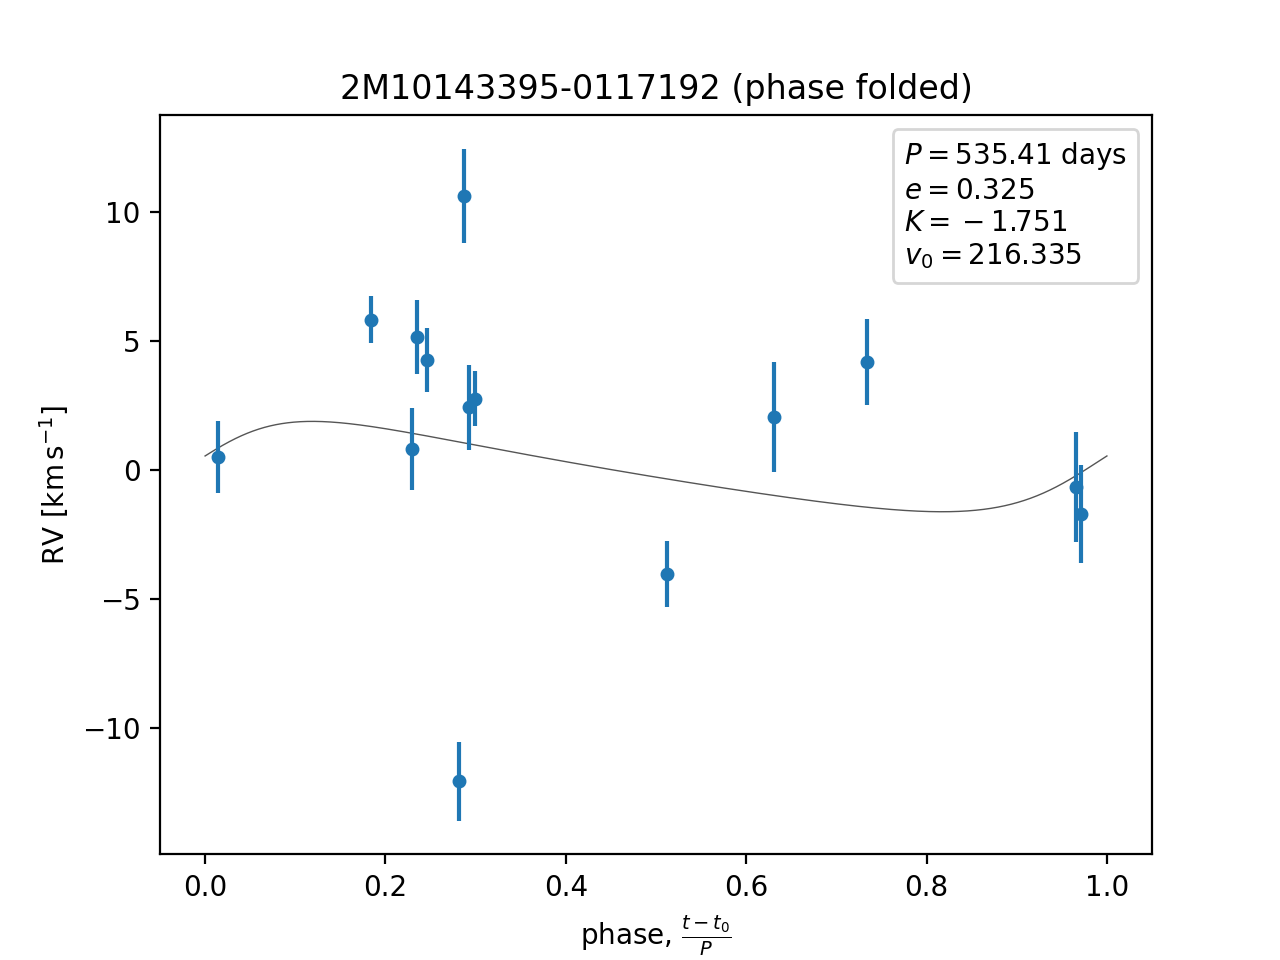 2M10143395-0117192 (phase folded)
P = 535.41 days
e = 0.325
K = −1.751
v₀ = 216.335
10
5
0
−5
−10
RV [km s⁻¹]
0.0 0.2 0.4 0.6 0.8 1.0
phase, (t − t₀)/P